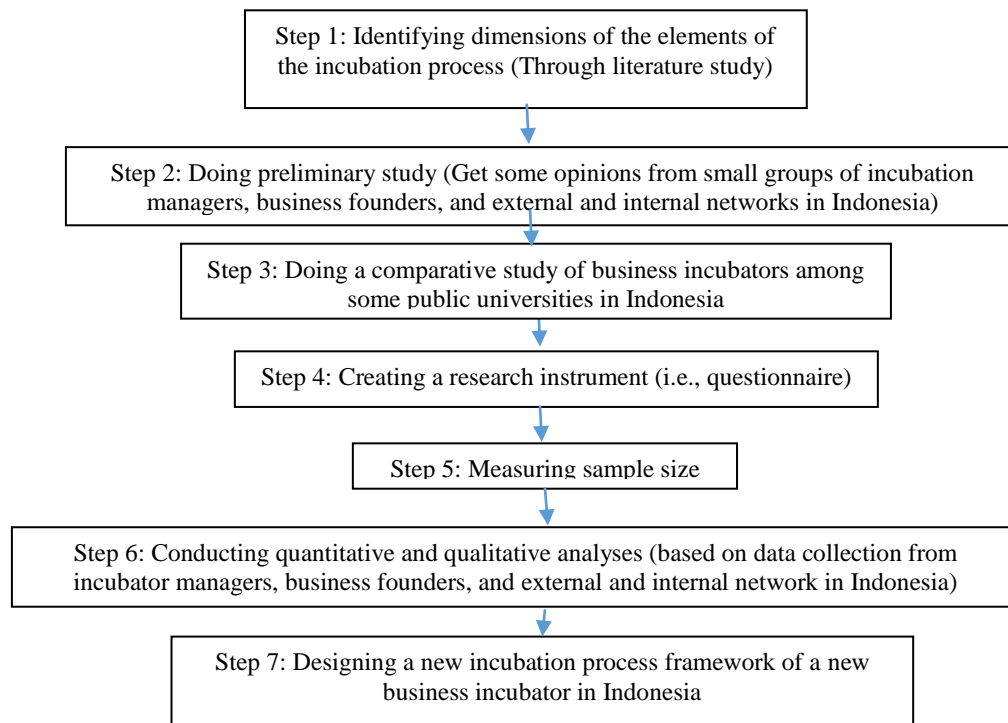 Step 1: Identifying dimensions of the elements of
the incubation process (Through literature study)
Step 2: Doing preliminary study (Get some opinions from small groups of incubation
managers, business founders, and external and internal networks in Indonesia)
Step 3: Doing a comparative study of business incubators among
some public universities in Indonesia
Step 4: Creating a research instrument (i.e., questionnaire)
Step 5: Measuring sample size
Step 6: Conducting quantitative and qualitative analyses (based on data collection from
incubator managers, business founders, and external and internal network in Indonesia)
Step 7: Designing a new incubation process framework of a new
business incubator in Indonesia